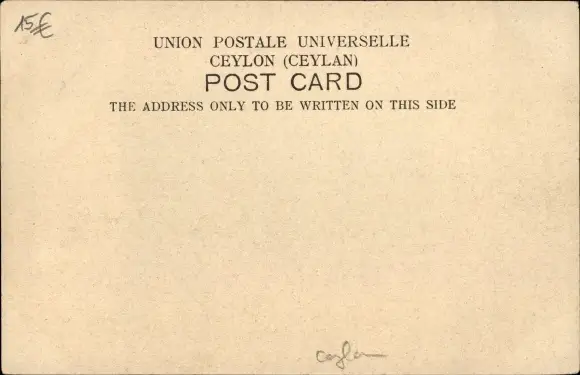 15€
UNION POSTALE UNIVERSELLE
CEYLON (CEYLAN)
POST CARD
THE ADDRESS ONLY TO BE WRITTEN ON THIS SIDE
Ceylon